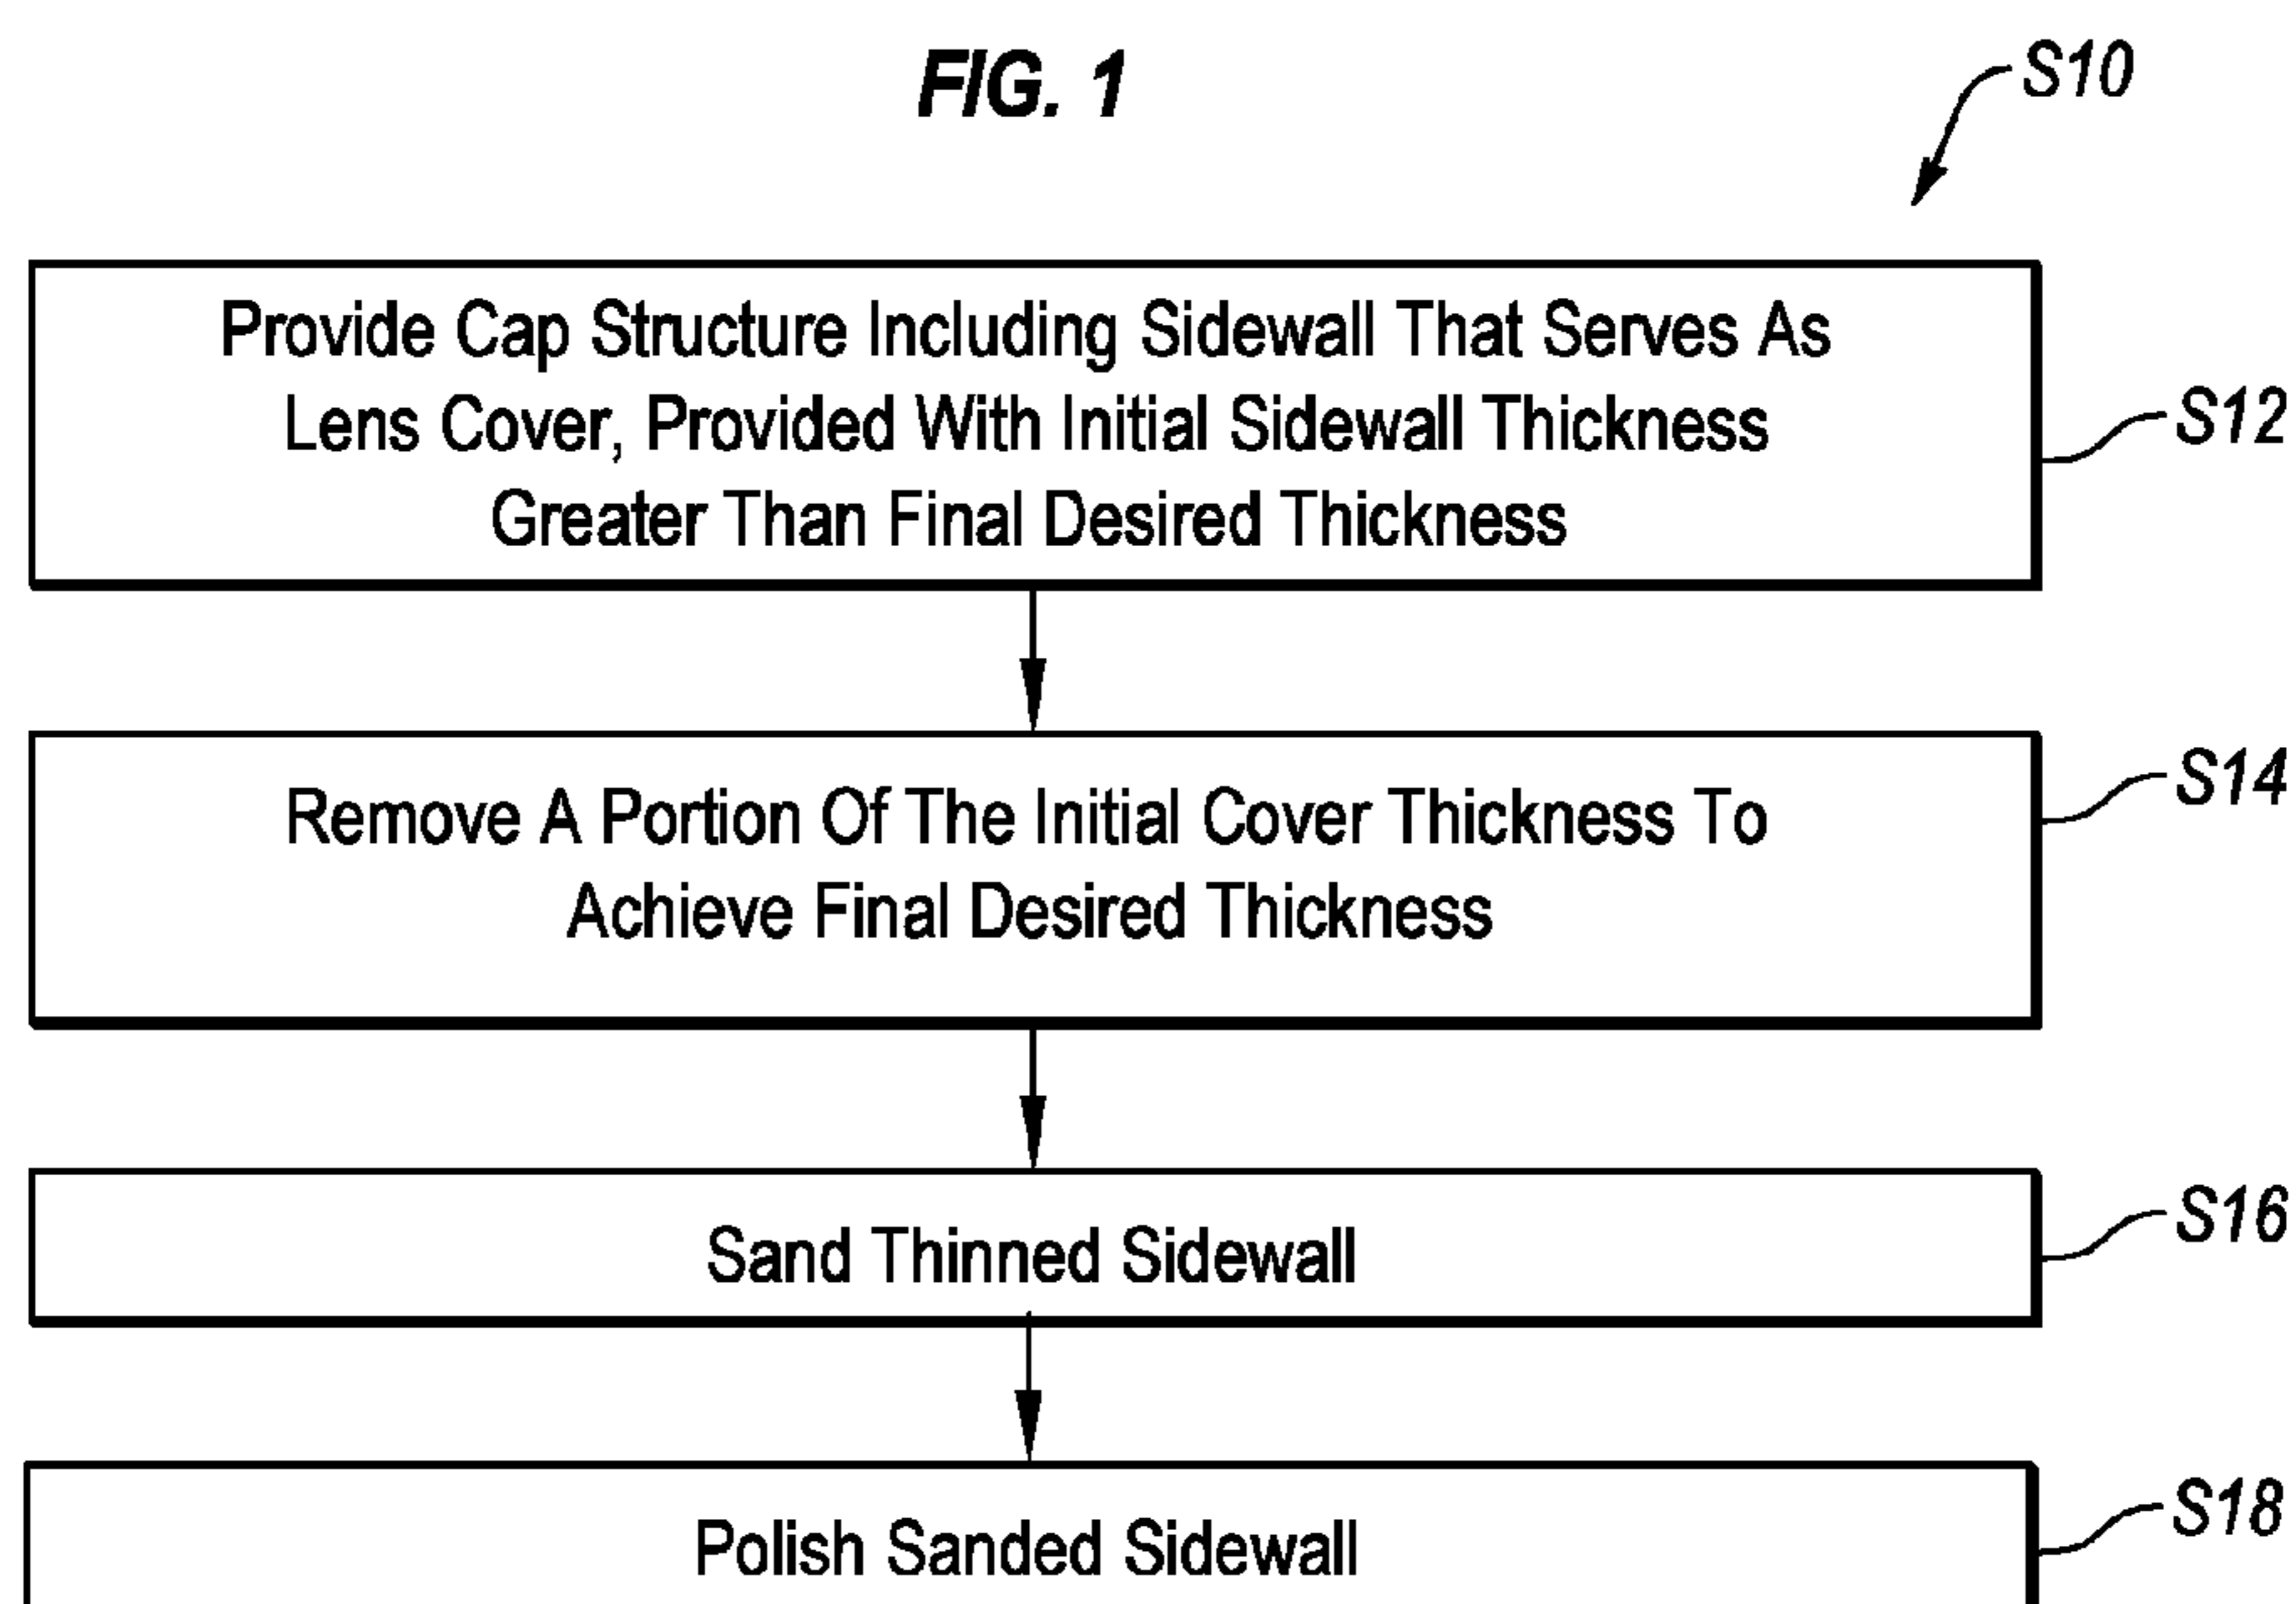 FIG. 1
S10
Provide Cap Structure Including Sidewall That Serves As
Lens Cover, Provided With Initial Sidewall Thickness
Greater Than Final Desired Thickness
S12
Remove A Portion Of The Initial Cover Thickness To
Achieve Final Desired Thickness
S14
Sand Thinned Sidewall
S16
Polish Sanded Sidewall
S18